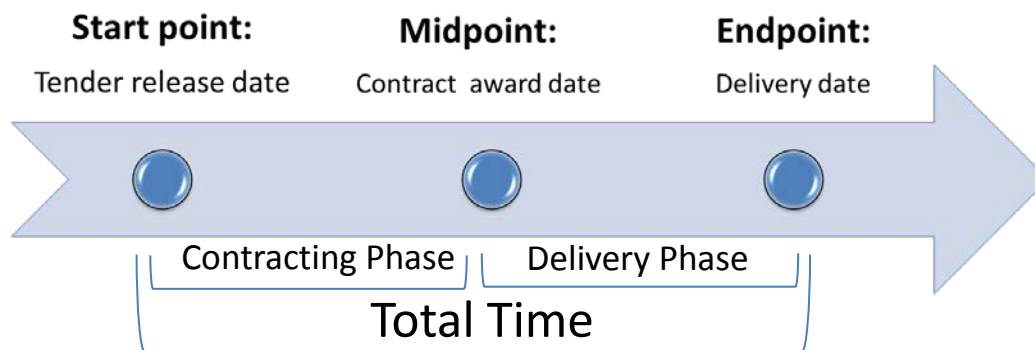 Start point:
Tender release date
Midpoint:
Contract award date
Endpoint:
Delivery date
Contracting Phase
Delivery Phase
Total Time